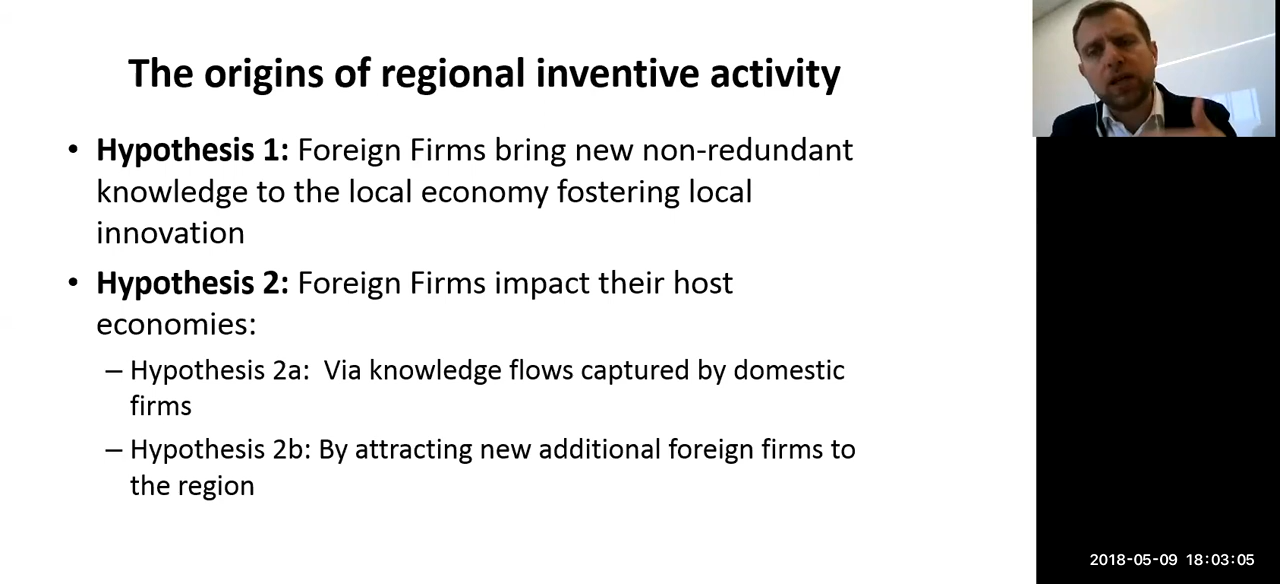 The origins of regional inventive activity
• Hypothesis 1: Foreign Firms bring new non-redundant
knowledge to the local economy fostering local
innovation
• Hypothesis 2: Foreign Firms impact their host
economies:
– Hypothesis 2a:  Via knowledge flows captured by domestic
firms
– Hypothesis 2b: By attracting new additional foreign firms to
the region
2018-05-09 18:03:05